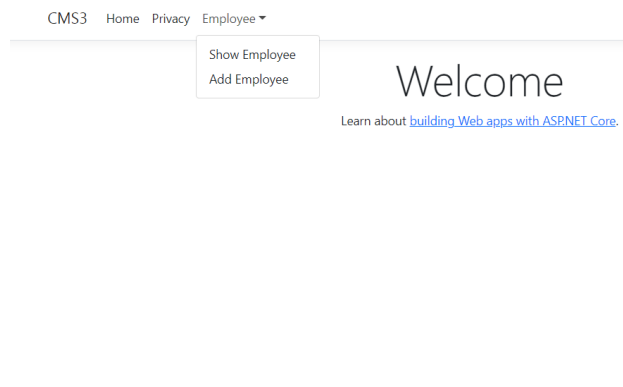 CMS3 Home Privacy Employee
Show Employee
Add Employee
Welcome
Learn about building Web apps with ASP.NET Core.